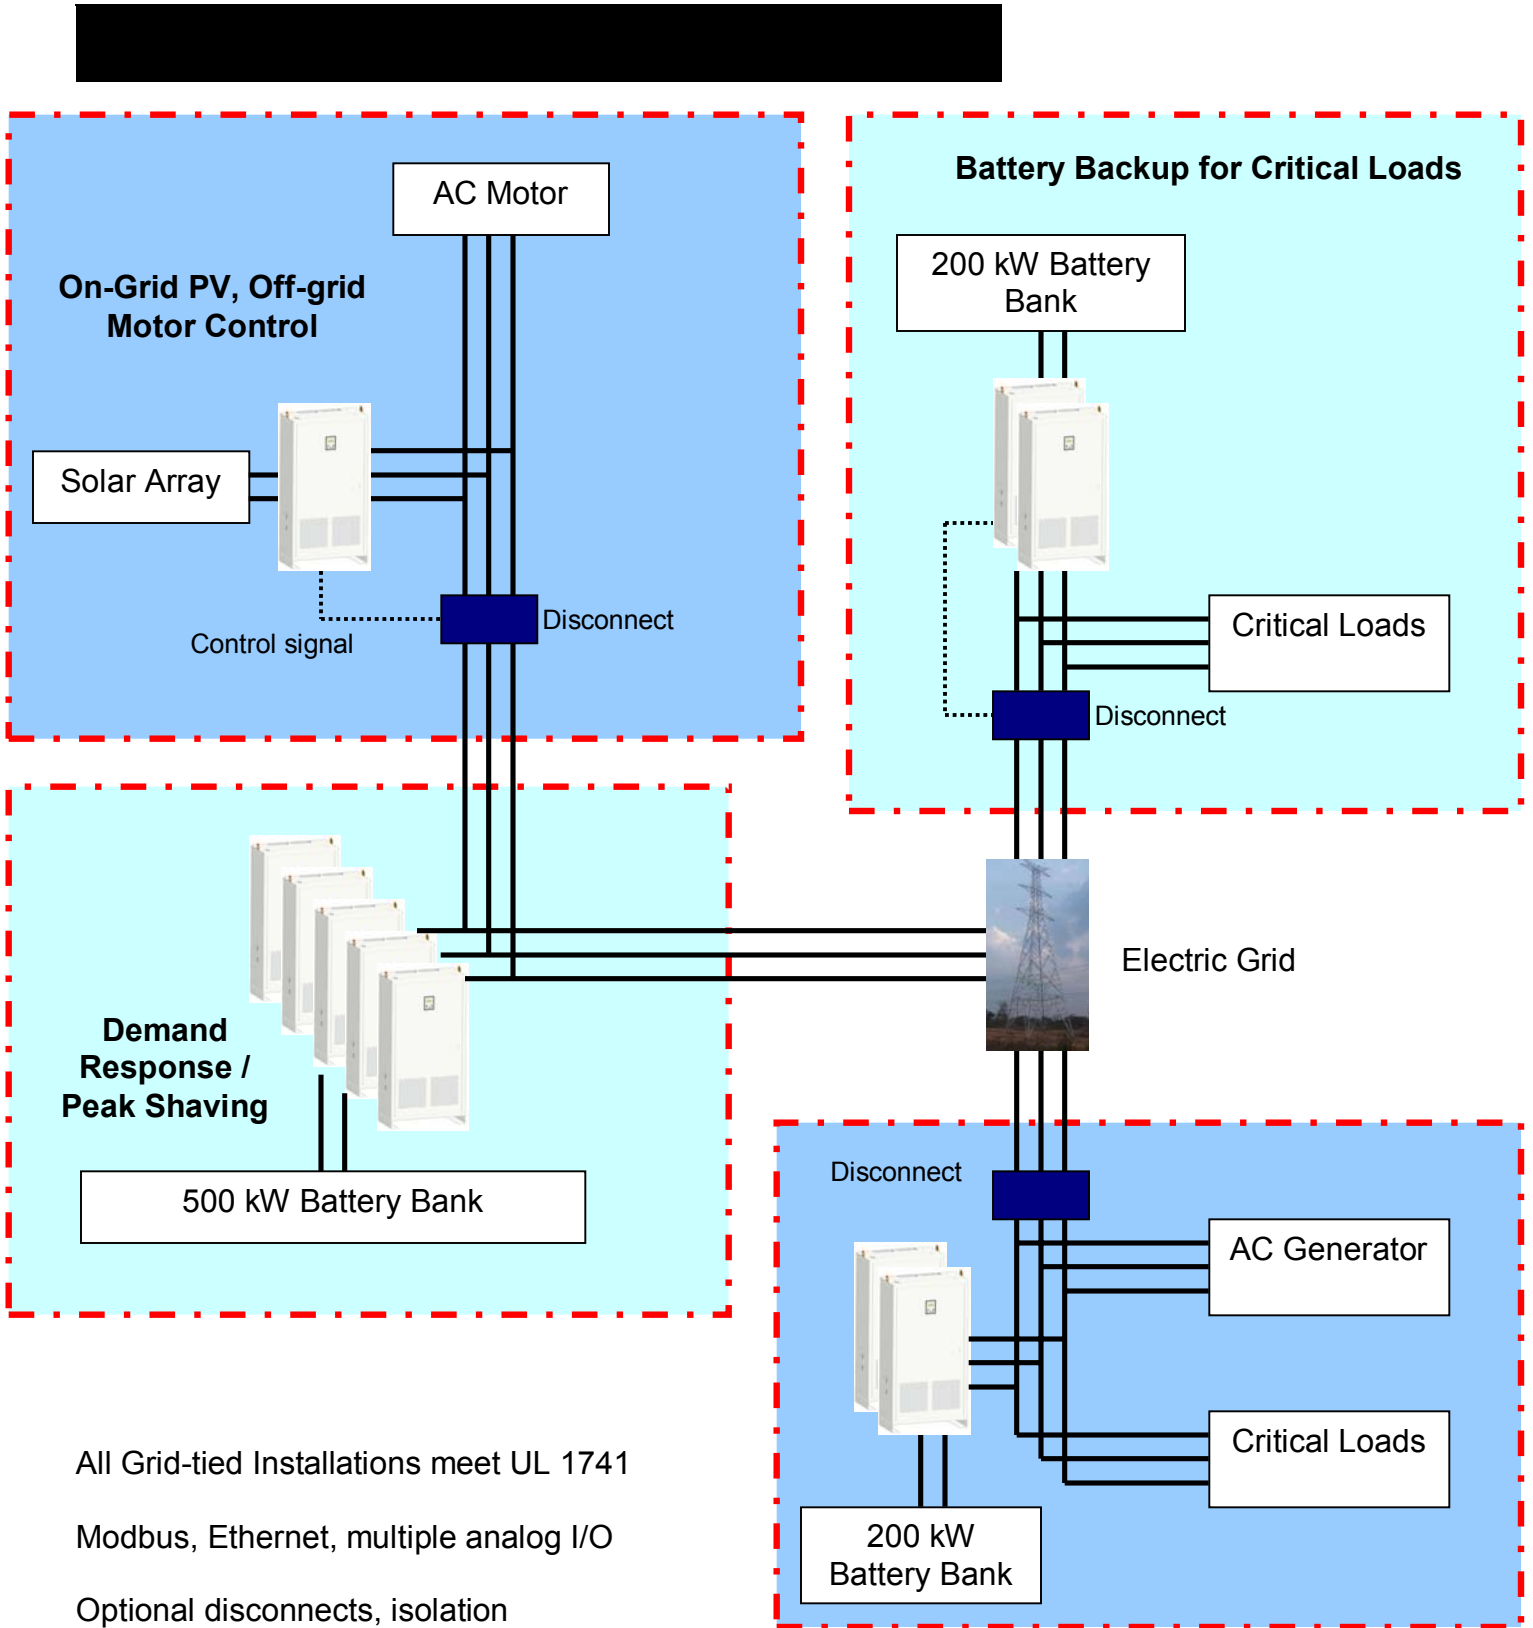 AC Motor
On-Grid PV, Off-grid
Motor Control
Solar Array
Control signal
Disconnect
Battery Backup for Critical Loads
200 kW Battery
Bank
Critical Loads
Disconnect
Electric Grid
Demand
Response /
Peak Shaving
500 kW Battery Bank
Disconnect
AC Generator
Critical Loads
200 kW
Battery Bank
All Grid-tied Installations meet UL 1741
Modbus, Ethernet, multiple analog I/O
Optional disconnects, isolation